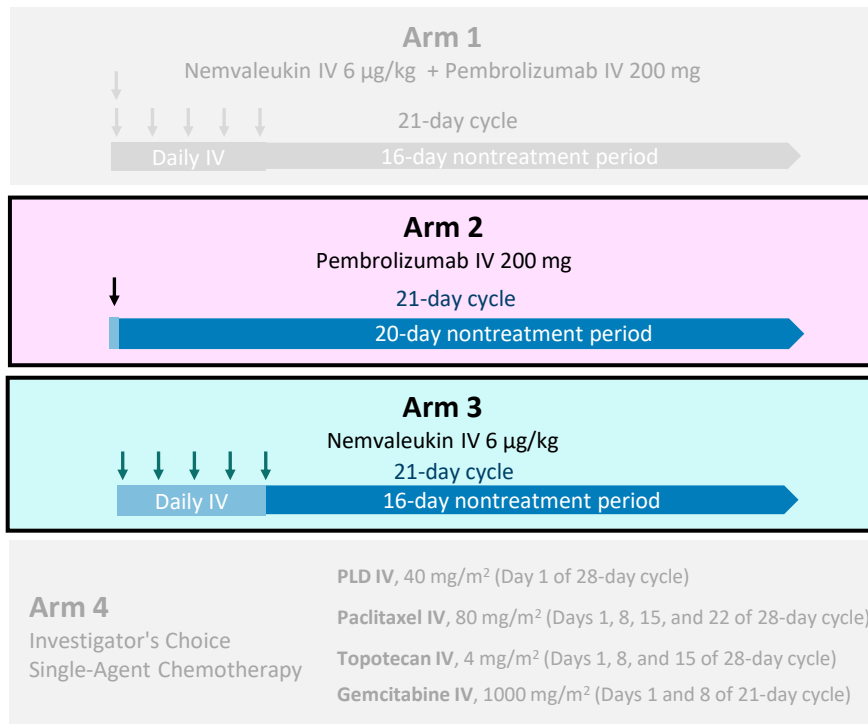 Arm 1
Nemvaleukin IV 6 µg/kg + Pembrolizumab IV 200 mg
21-day cycle
Daily IV
16-day nontreatment period
Arm 2
Pembrolizumab IV 200 mg
21-day cycle
20-day nontreatment period
Arm 3
Nemvaleukin IV 6 µg/kg
21-day cycle
Daily IV
16-day nontreatment period
Arm 4
Investigator's Choice
Single-Agent Chemotherapy
PLD IV, 40 mg/m² (Day 1 of 28-day cycle)
Paclitaxel IV, 80 mg/m² (Days 1, 8, 15, and 22 of 28-day cycle)
Topotecan IV, 4 mg/m² (Days 1, 8, and 15 of 28-day cycle)
Gemcitabine IV, 1000 mg/m² (Days 1 and 8 of 21-day cycle)